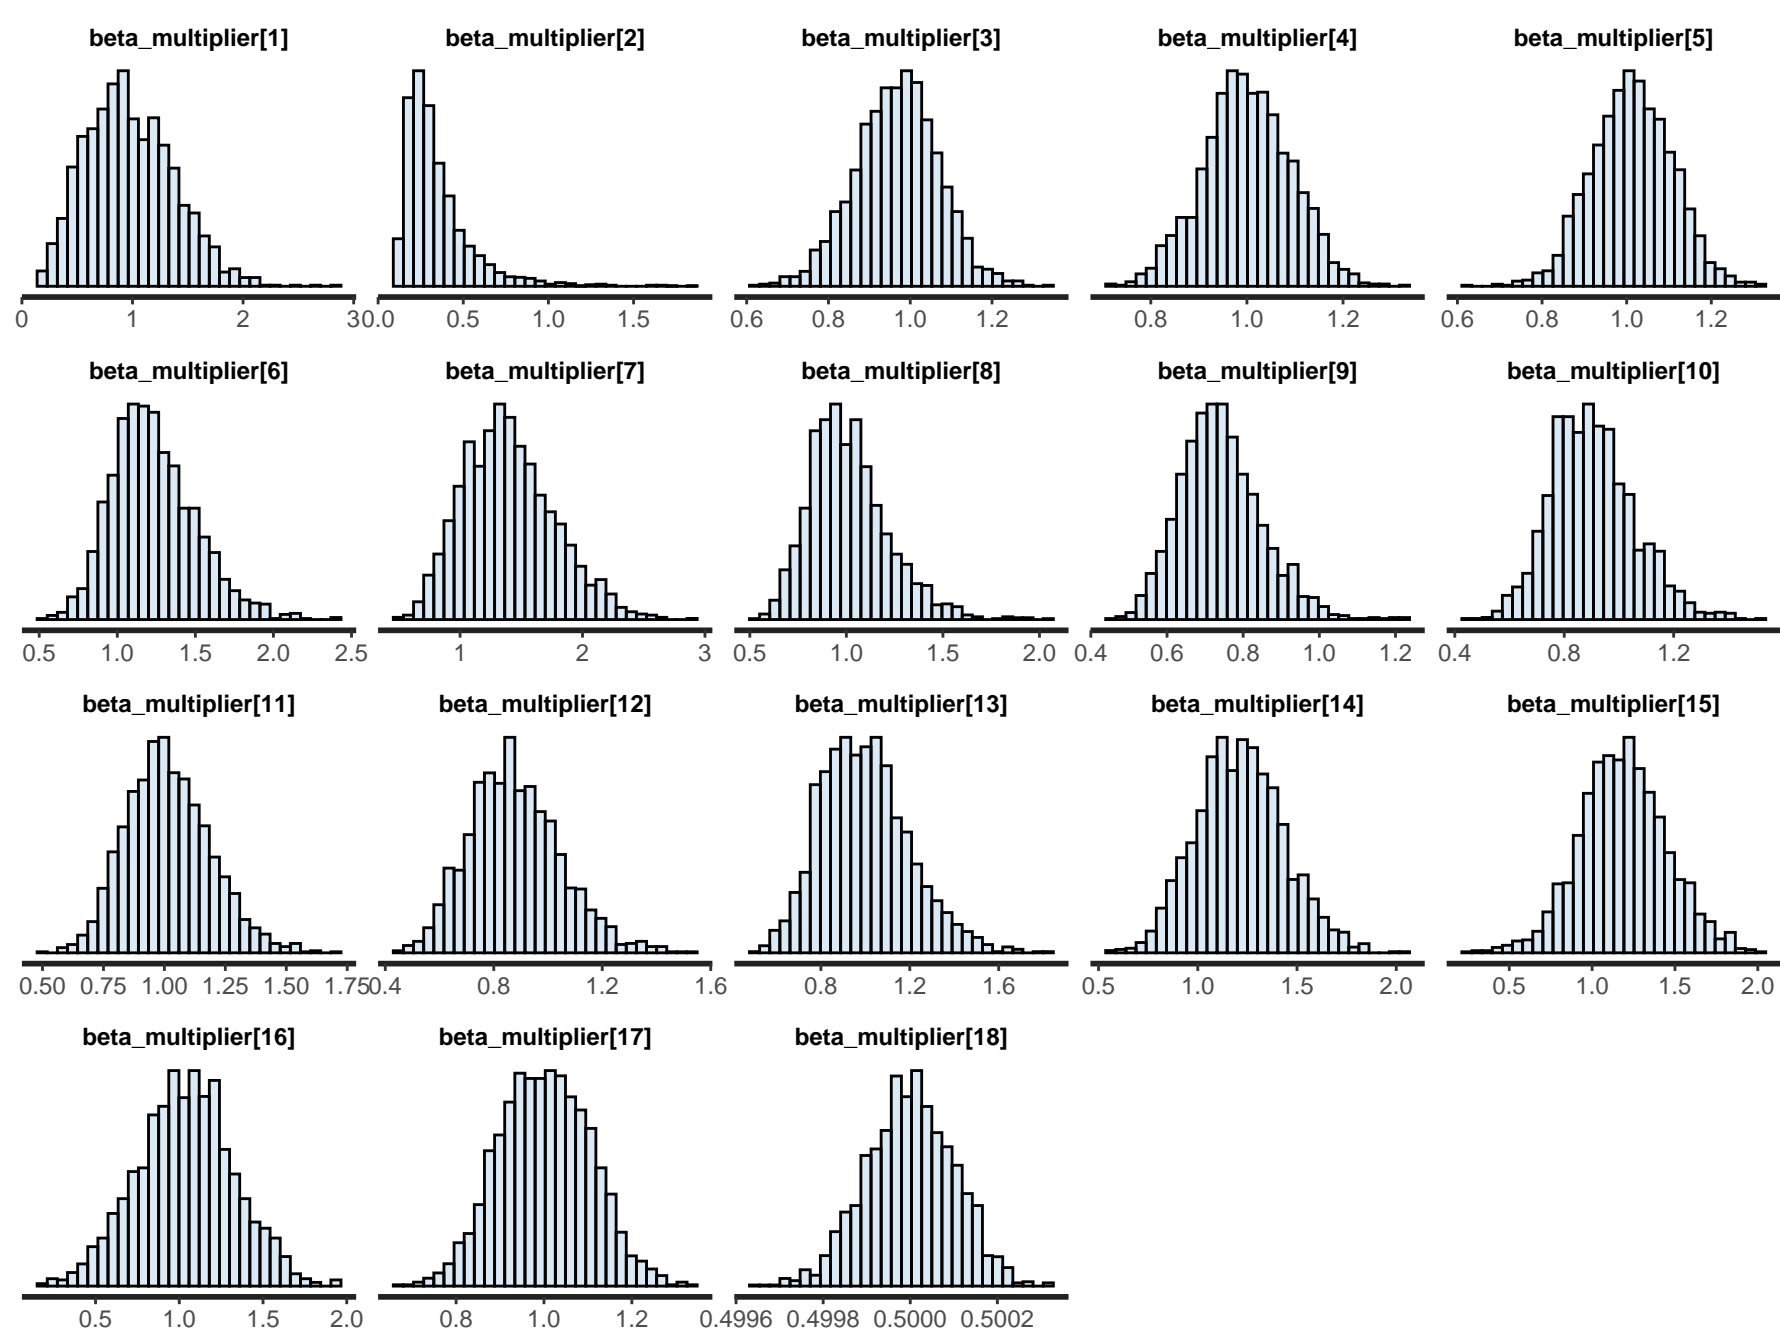 beta_multiplier[1] beta_multiplier[2] beta_multiplier[3] beta_multiplier[4] beta_multiplier[5]
0 1 2 3 0.0 0.5 1.0 1.5 0.6 0.8 1.0 1.2 0.8 1.0 1.2 0.6 0.8 1.0 1.2
beta_multiplier[6] beta_multiplier[7] beta_multiplier[8] beta_multiplier[9] beta_multiplier[10]
0.5 1.0 1.5 2.0 2.5 1 2 3 0.5 1.0 1.5 2.0 0.4 0.6 0.8 1.0 1.2 0.4 0.8 1.2
beta_multiplier[11] beta_multiplier[12] beta_multiplier[13] beta_multiplier[14] beta_multiplier[15]
0.50 0.75 1.00 1.25 1.50 1.75 0.4 0.8 1.2 1.6 0.8 1.2 1.6 0.5 1.0 1.5 2.0 0.5 1.0 1.5 2.0
beta_multiplier[16] beta_multiplier[17] beta_multiplier[18]
0.5 1.0 1.5 2.0 0.8 1.0 1.2 0.4996 0.4998 0.5000 0.5002